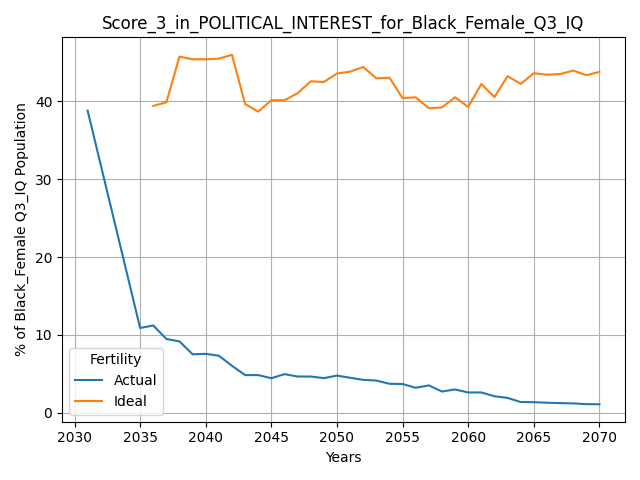 Score_3_in_POLITICAL_INTEREST_for_Black_Female_Q3_IQ
% of Black_Female Q3_IQ Population
40
30
20
10
0
Fertility
Actual
Ideal
2030 2035 2040 2045 2050 2055 2060 2065 2070
Years